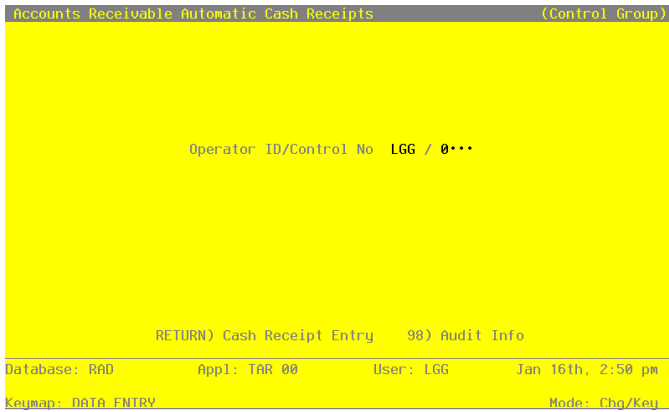 Accounts Receivable Automatic Cash Receipts (Control Group)
Operator ID/Control No LGG / 0···
RETURN) Cash Receipt Entry 98) Audit Info
Database: RAD Appl: TAR 00 User: LGG Jan 16th, 2:50 pm
Keymap: DATA ENTRY Mode: Chg/Key